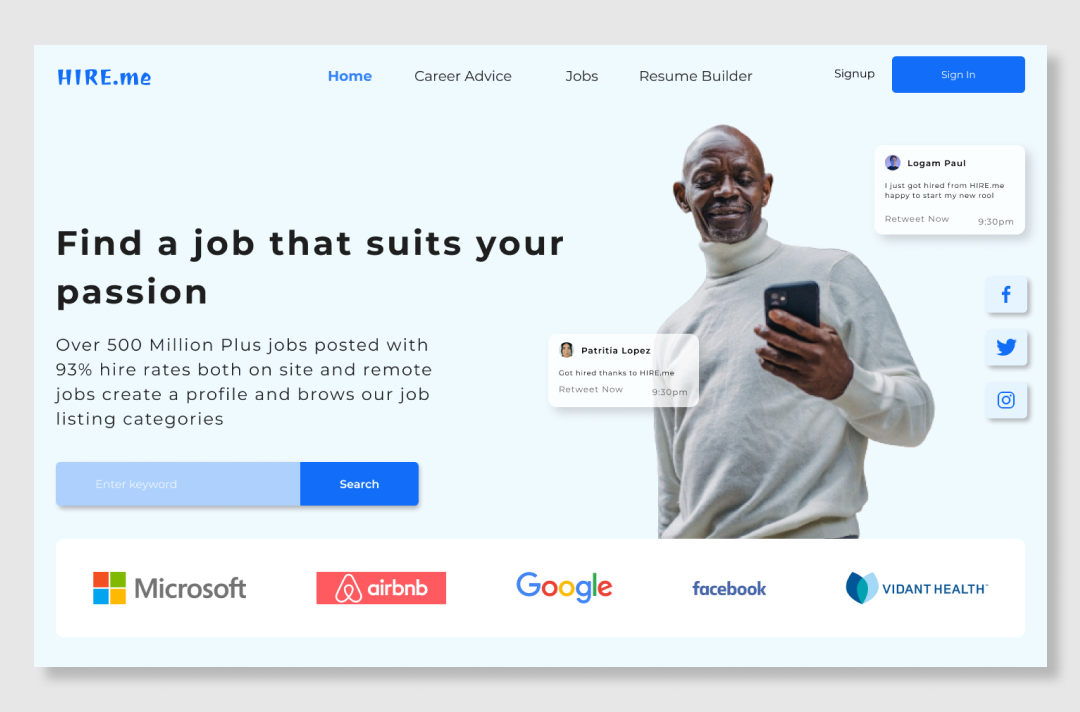 HIRE.me
Home
Career Advice
Jobs
Resume Builder
Signup
Sign In
Logam Paul
I just got hired from HIRE.me
happy to start my new rool
Retweet Now
9:30pm
Find a job that suits your
passion
Over 500 Million Plus jobs posted with
93% hire rates both on site and remote
jobs create a profile and brows our job
listing categories
Patritia Lopez
Got hired thanks to HIRE.me
Retweet Now
9:30pm
Enter keyword
Search
Microsoft
airbnb
Google
facebook
VIDANT HEALTH™